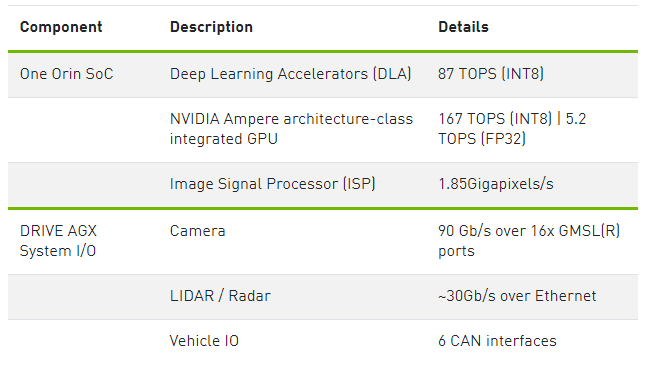 Component Description Details
One Orin SoC Deep Learning Accelerators (DLA) 87 TOPS (INT8)
NVIDIA Ampere architecture-class 167 TOPS (INT8) | 5.2
integrated GPU TOPS (FP32)
Image Signal Processor (ISP) 1.85Gigapixels/s
DRIVE AGX Camera 90 Gb/s over 16x GMSL(R)
System I/O ports
LIDAR / Radar ~30Gb/s over Ethernet
Vehicle IO 6 CAN interfaces